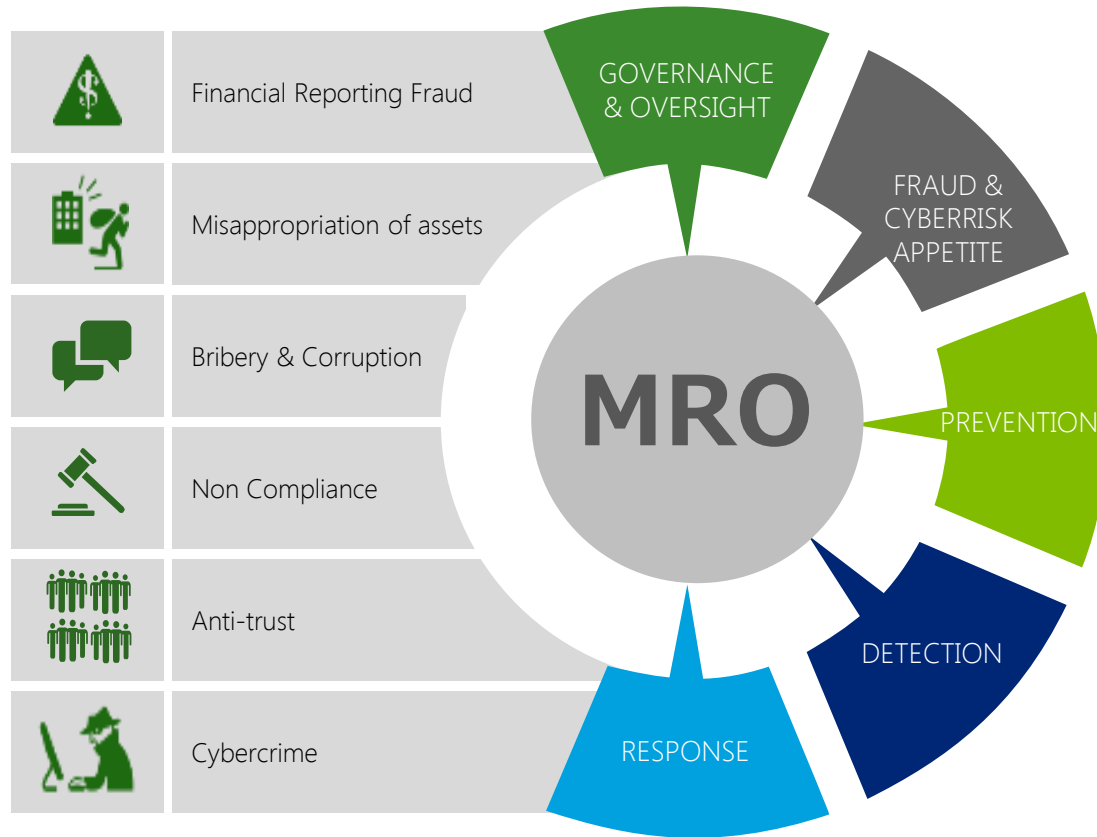 Financial Reporting Fraud
Misappropriation of assets
Bribery & Corruption
Non Compliance
Anti-trust
Cybercrime
GOVERNANCE
& OVERSIGHT
FRAUD &
CYBERRISK
APPETITE
PREVENTION
DETECTION
RESPONSE
MRO